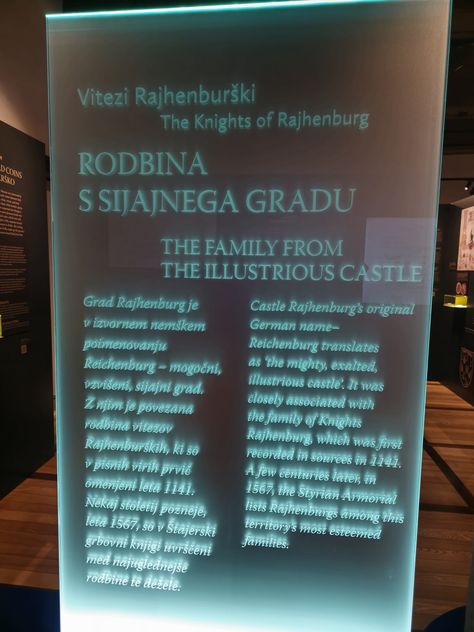 Vitezi Rajhenburški
The Knights of Rajhenburg
RODBINA
S SIJAJNEGA GRADU
THE FAMILY FROM
THE ILLUSTRIOUS CASTLE
Grad Rajhenburg je
v izvornem nemškem
poimenovanju
Reichenburg – mogočni,
vzvišeni, sijajni grad.
Z njim je povezana
rodbina vitezov
Rajhenburških, ki so
v pisnih virih prvič
omenjeni leta 1141.
Nekaj stoletij pozneje,
leta 1567, so v Štajerski
grbovni knjigi uvrščeni
med najuglednejše
rodbine te dežele.
Castle Rajhenburg's original
German name–
Reichenburg translates
as 'the mighty, exalted,
illustrious castle'. It was
closely associated with
the family of Knights
Rajhenburg, which was first
recorded in sources in 1141.
A few centuries later, in
1567, the Styrian Armorial
lists Rajhenburgs among this
territory's most esteemed
families.
COINS